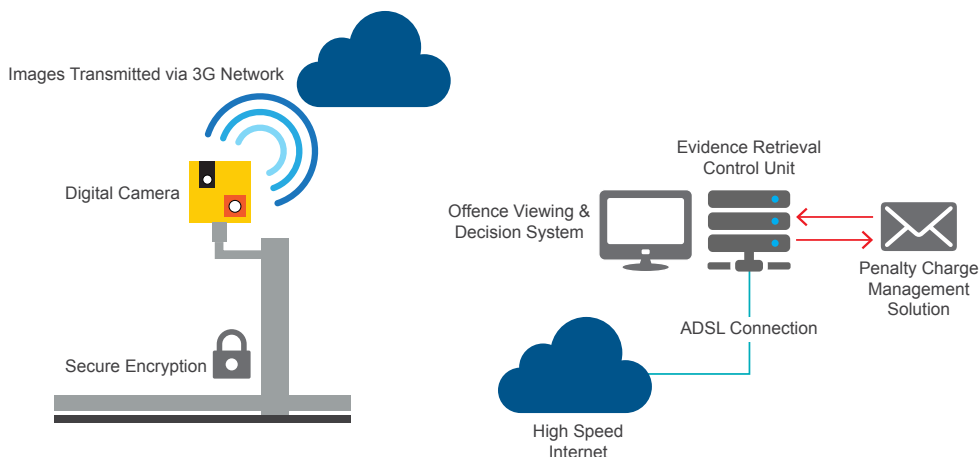 Images Transmitted via 3G Network
Digital Camera
Secure Encryption
Evidence Retrieval
Control Unit
Offence Viewing &
Decision System
Penalty Charge
Management
Solution
ADSL Connection
High Speed
Internet